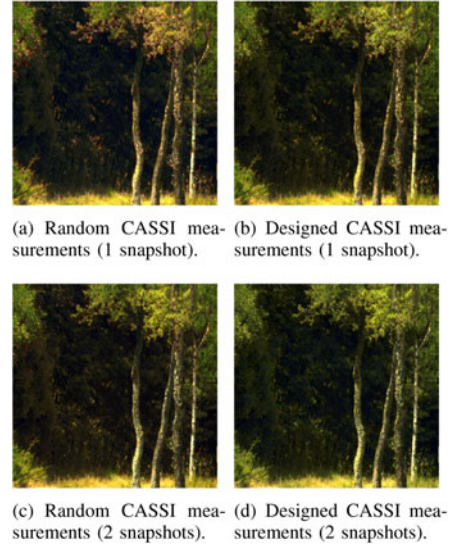 (a) Random CASSI mea-
surements (1 snapshot).
(b) Designed CASSI mea-
surements (1 snapshot).
(c) Random CASSI mea-
surements (2 snapshots).
(d) Designed CASSI mea-
surements (2 snapshots).